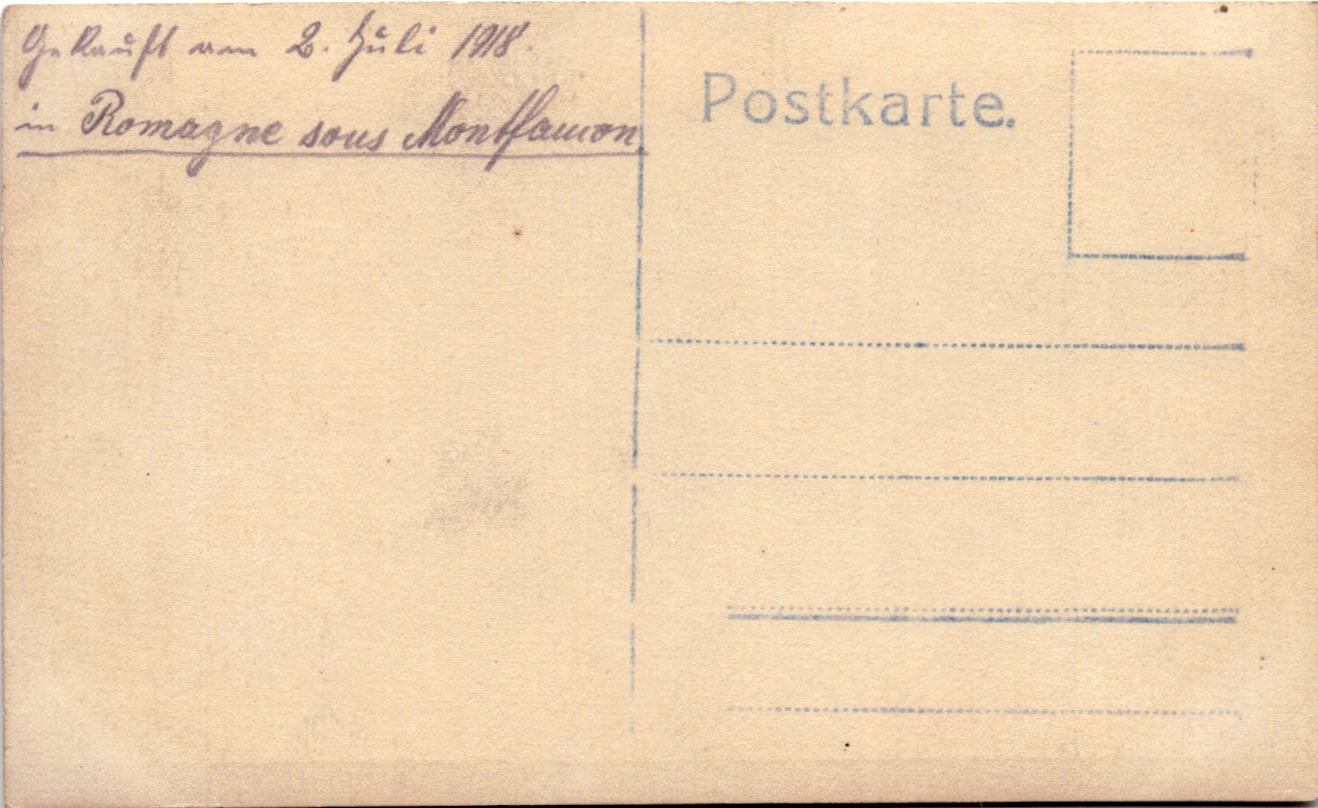 Gekauft am 2. Juli 1918.
in Romagne sous Montfaucon
Postkarte.